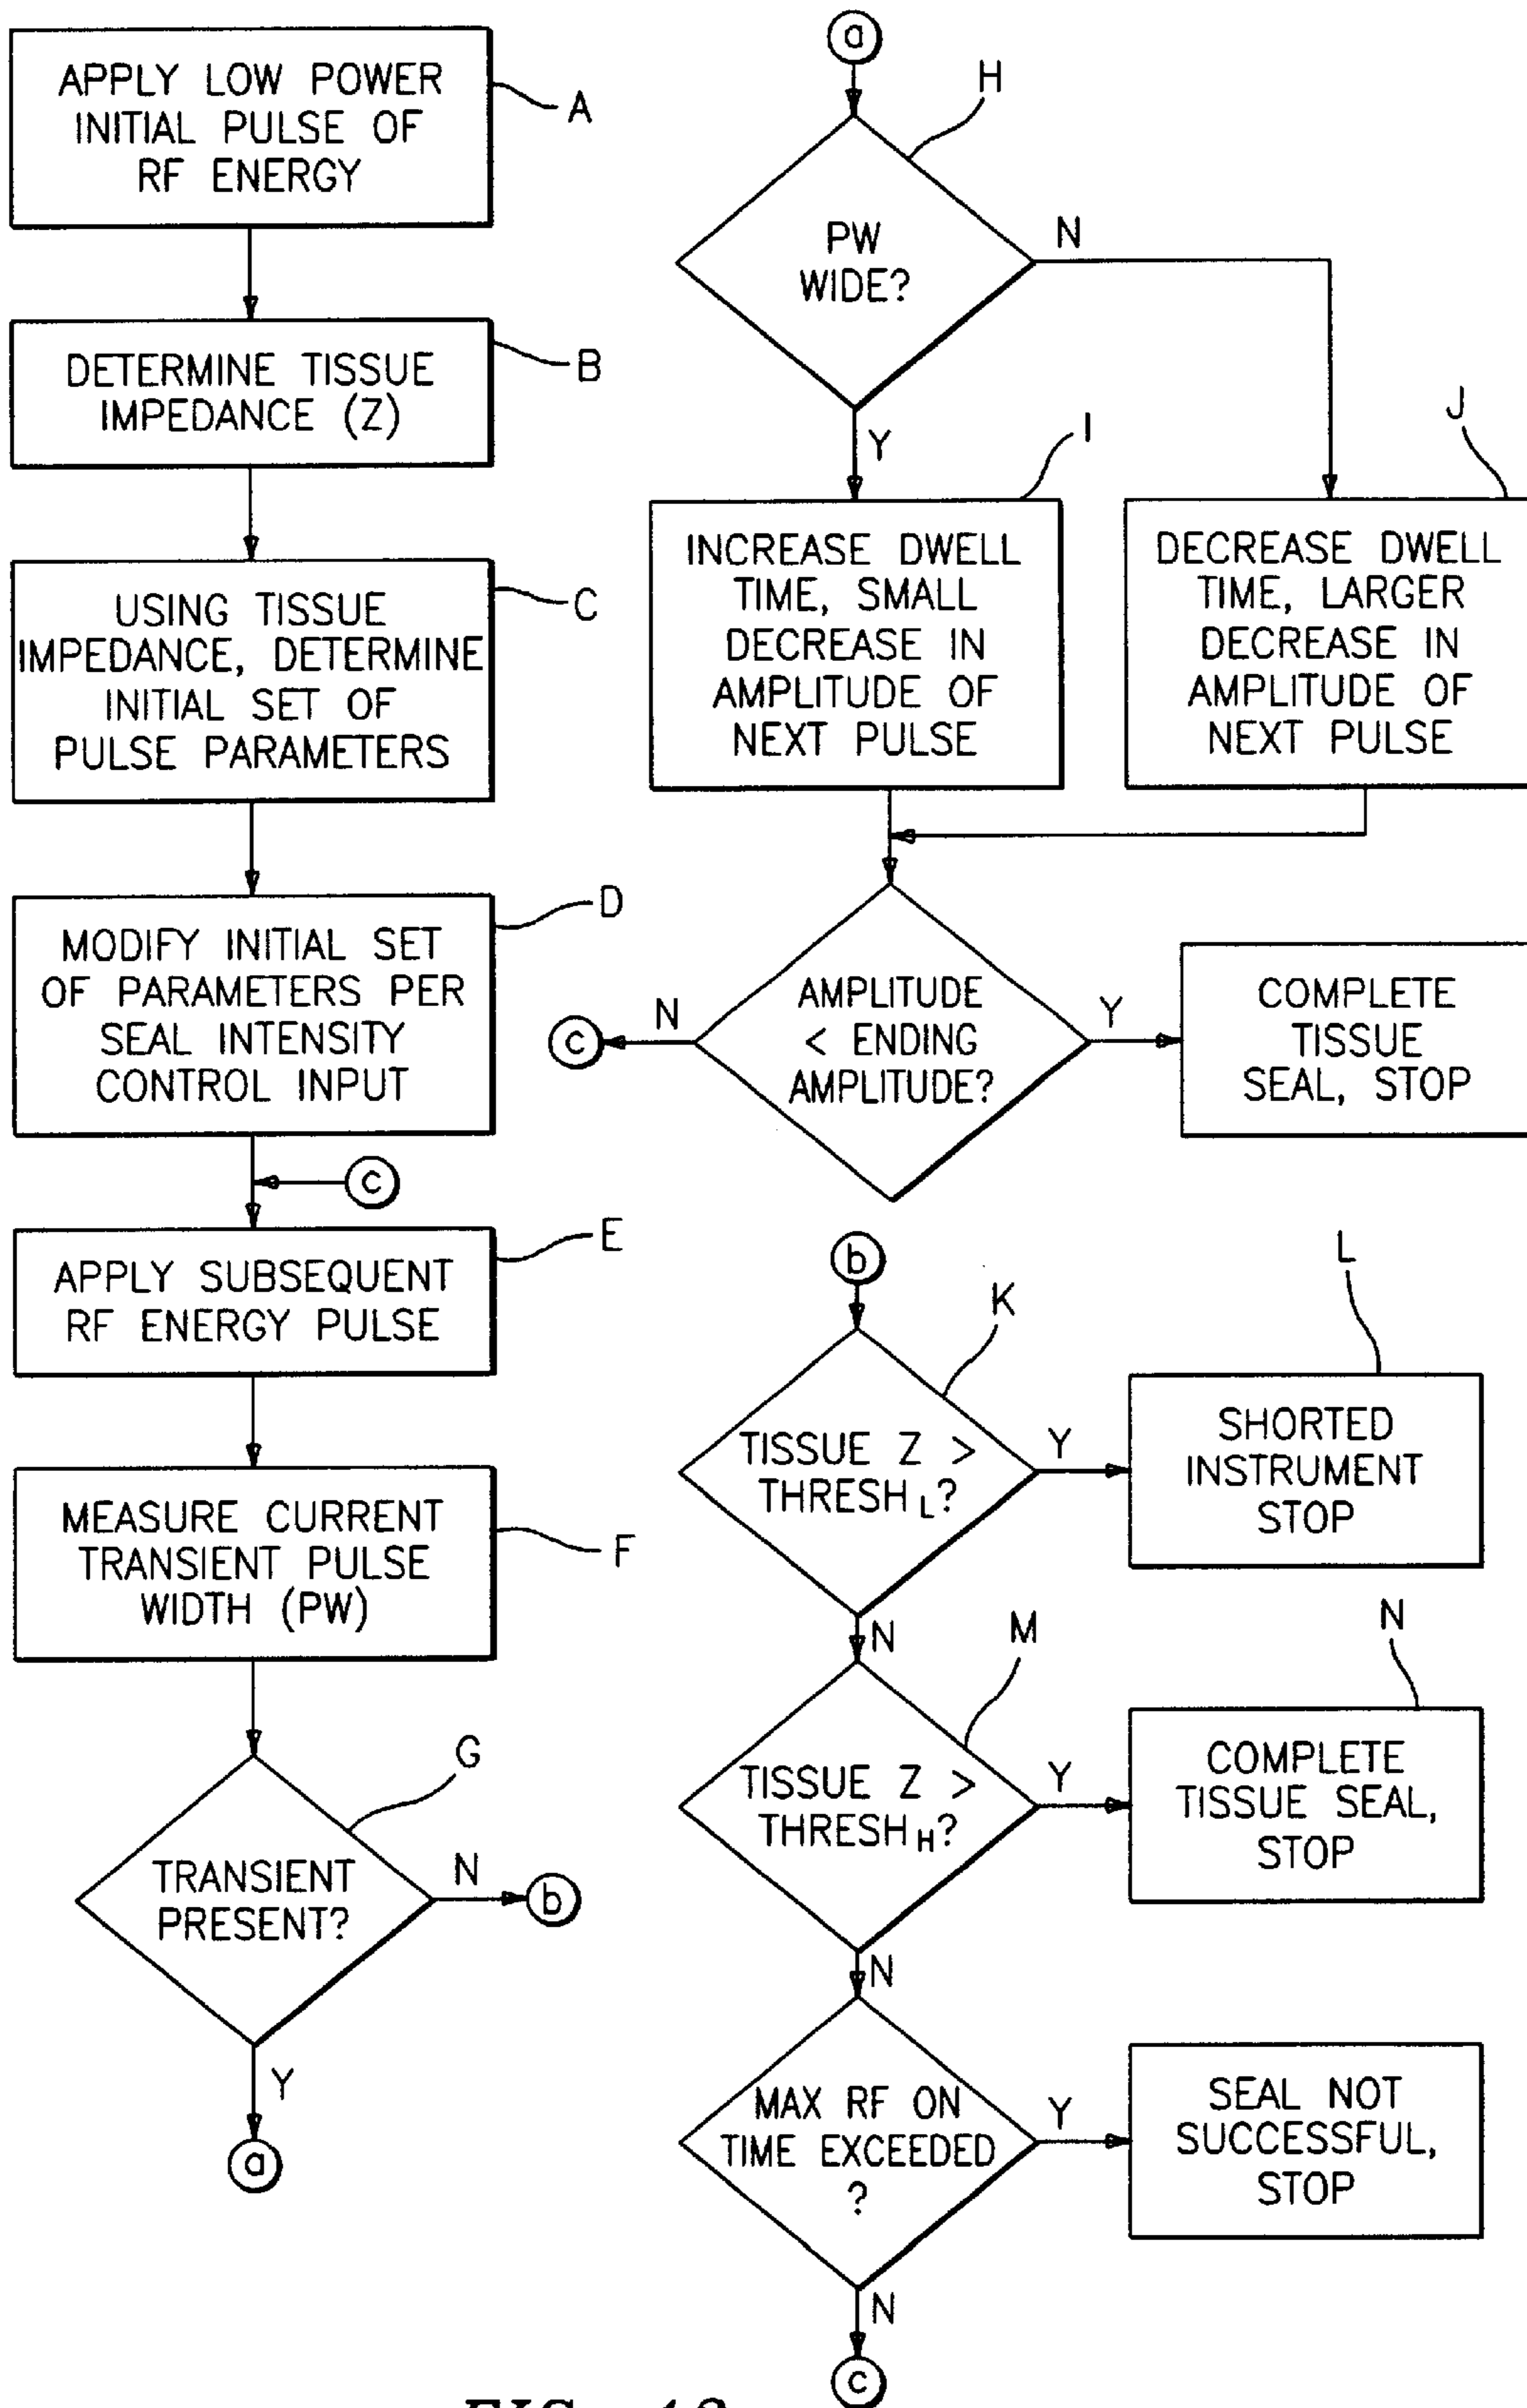 APPLY LOW POWER
INITIAL PULSE OF
RF ENERGY
A
DETERMINE TISSUE
IMPEDANCE (Z)
B
USING TISSUE
IMPEDANCE, DETERMINE
INITIAL SET OF
PULSE PARAMETERS
C
MODIFY INITIAL SET
OF PARAMETERS PER
SEAL INTENSITY
CONTROL INPUT
D
c
APPLY SUBSEQUENT
RF ENERGY PULSE
E
MEASURE CURRENT
TRANSIENT PULSE
WIDTH (PW)
F
TRANSIENT
PRESENT?
G
N
b
Y
a
a
H
PW
WIDE?
N
Y
I
INCREASE DWELL
TIME, SMALL
DECREASE IN
AMPLITUDE OF
NEXT PULSE
J
DECREASE DWELL
TIME, LARGER
DECREASE IN
AMPLITUDE OF
NEXT PULSE
AMPLITUDE
< ENDING
AMPLITUDE?
N
c
Y
COMPLETE
TISSUE
SEAL, STOP
b
K
TISSUE Z >
THRESH L?
Y
L
SHORTED
INSTRUMENT
STOP
N
M
TISSUE Z >
THRESH H?
Y
N
COMPLETE
TISSUE SEAL,
STOP
N
MAX RF ON
TIME EXCEEDED
?
Y
SEAL NOT
SUCCESSFUL,
STOP
N
c